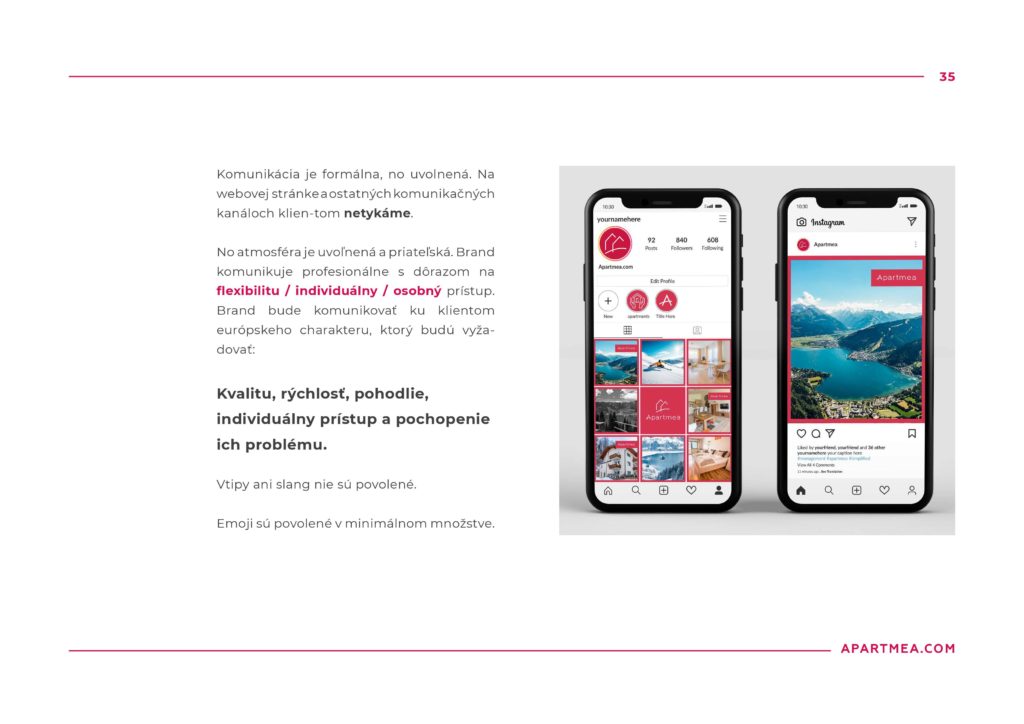 35
Komunikácia je formálna, no uvolnená. Na
webovej stránke a ostatných komunikačných
kanáloch klien-tom netykáme.
No atmosféra je uvoľnená a priateľská. Brand
komunikuje profesionálne s dôrazom na
flexibilitu / individuálny / osobný prístup.
Brand bude komunikovať ku klientom
európskeho charakteru, ktorý budú vyža-
dovať:
Kvalitu, rýchlosť, pohodlie,
individuálny prístup a pochopenie
ich problému.
Vtipy ani slang nie sú povolené.
Emoji sú povolené v minimálnom množstve.
10:30
yournamehere
92 840 608
Posts Followers Following
Apartmea.com
Edit Profile
New apartments Title Here
Apartmea
10:30
Instagram
Apartmea
Apartmea
Liked by yourfriend, yourfriend and 36 other
yournamehere your caption here
#management #apartmea #simplified
View All 4 Comments
APARTMEA.COM